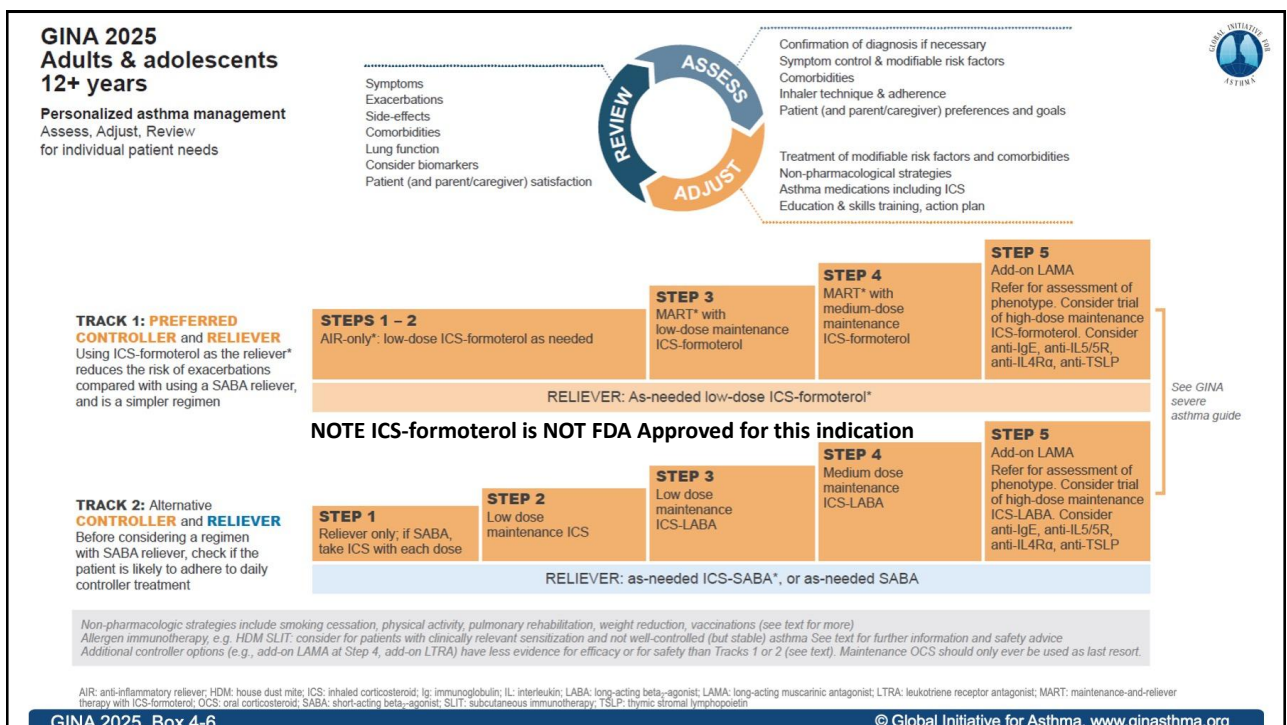 GINA 2025
Adults & adolescents
12+ years
Personalized asthma management
Assess, Adjust, Review
for individual patient needs
Symptoms
Exacerbations
Side-effects
Comorbidities
Lung function
Consider biomarkers
Patient (and parent/caregiver) satisfaction
REVIEW
ASSESS
ADJUST
Confirmation of diagnosis if necessary
Symptom control & modifiable risk factors
Comorbidities
Inhaler technique & adherence
Patient (and parent/caregiver) preferences and goals
Treatment of modifiable risk factors and comorbidities
Non-pharmacological strategies
Asthma medications including ICS
Education & skills training, action plan
GLOBAL INITIATIVE FOR
ASTHMA
TRACK 1: PREFERRED
CONTROLLER and RELIEVER
Using ICS-formoterol as the reliever*
reduces the risk of exacerbations
compared with using a SABA reliever,
and is a simpler regimen
STEPS 1 – 2
AIR-only*: low-dose ICS-formoterol as needed
STEP 3
MART* with
low-dose maintenance
ICS-formoterol
STEP 4
MART* with
medium-dose
maintenance
ICS-formoterol
STEP 5
Add-on LAMA
Refer for assessment of
phenotype. Consider trial
of high-dose maintenance
ICS-formoterol. Consider
anti-IgE, anti-IL5/5R,
anti-IL4Rα, anti-TSLP
RELIEVER: As-needed low-dose ICS-formoterol*
See GINA
severe
asthma guide
NOTE ICS-formoterol is NOT FDA Approved for this indication
TRACK 2: Alternative
CONTROLLER and RELIEVER
Before considering a regimen
with SABA reliever, check if the
patient is likely to adhere to daily
controller treatment
STEP 1
Reliever only; if SABA,
take ICS with each dose
STEP 2
Low dose
maintenance ICS
STEP 3
Low dose
maintenance
ICS-LABA
STEP 4
Medium dose
maintenance
ICS-LABA
STEP 5
Add-on LAMA
Refer for assessment of
phenotype. Consider trial
of high-dose maintenance
ICS-LABA. Consider
anti-IgE, anti-IL5/5R,
anti-IL4Rα, anti-TSLP
RELIEVER: as-needed ICS-SABA*, or as-needed SABA
Non-pharmacologic strategies include smoking cessation, physical activity, pulmonary rehabilitation, weight reduction, vaccinations (see text for more)
Allergen immunotherapy, e.g. HDM SLIT: consider for patients with clinically relevant sensitization and not well-controlled (but stable) asthma See text for further information and safety advice
Additional controller options (e.g., add-on LAMA at Step 4, add-on LTRA) have less evidence for efficacy or for safety than Tracks 1 or 2 (see text). Maintenance OCS should only ever be used as last resort.
AIR: anti-inflammatory reliever; HDM: house dust mite; ICS: inhaled corticosteroid; Ig: immunoglobulin; IL: interleukin; LABA: long-acting beta₂-agonist; LAMA: long-acting muscarinic antagonist; LTRA: leukotriene receptor antagonist; MART: maintenance-and-reliever
therapy with ICS-formoterol; OCS: oral corticosteroid; SABA: short-acting beta₂-agonist; SLIT: subcutaneous immunotherapy; TSLP: thymic stromal lymphopoietin
GINA 2025, Box 4-6
© Global Initiative for Asthma, www.ginasthma.org